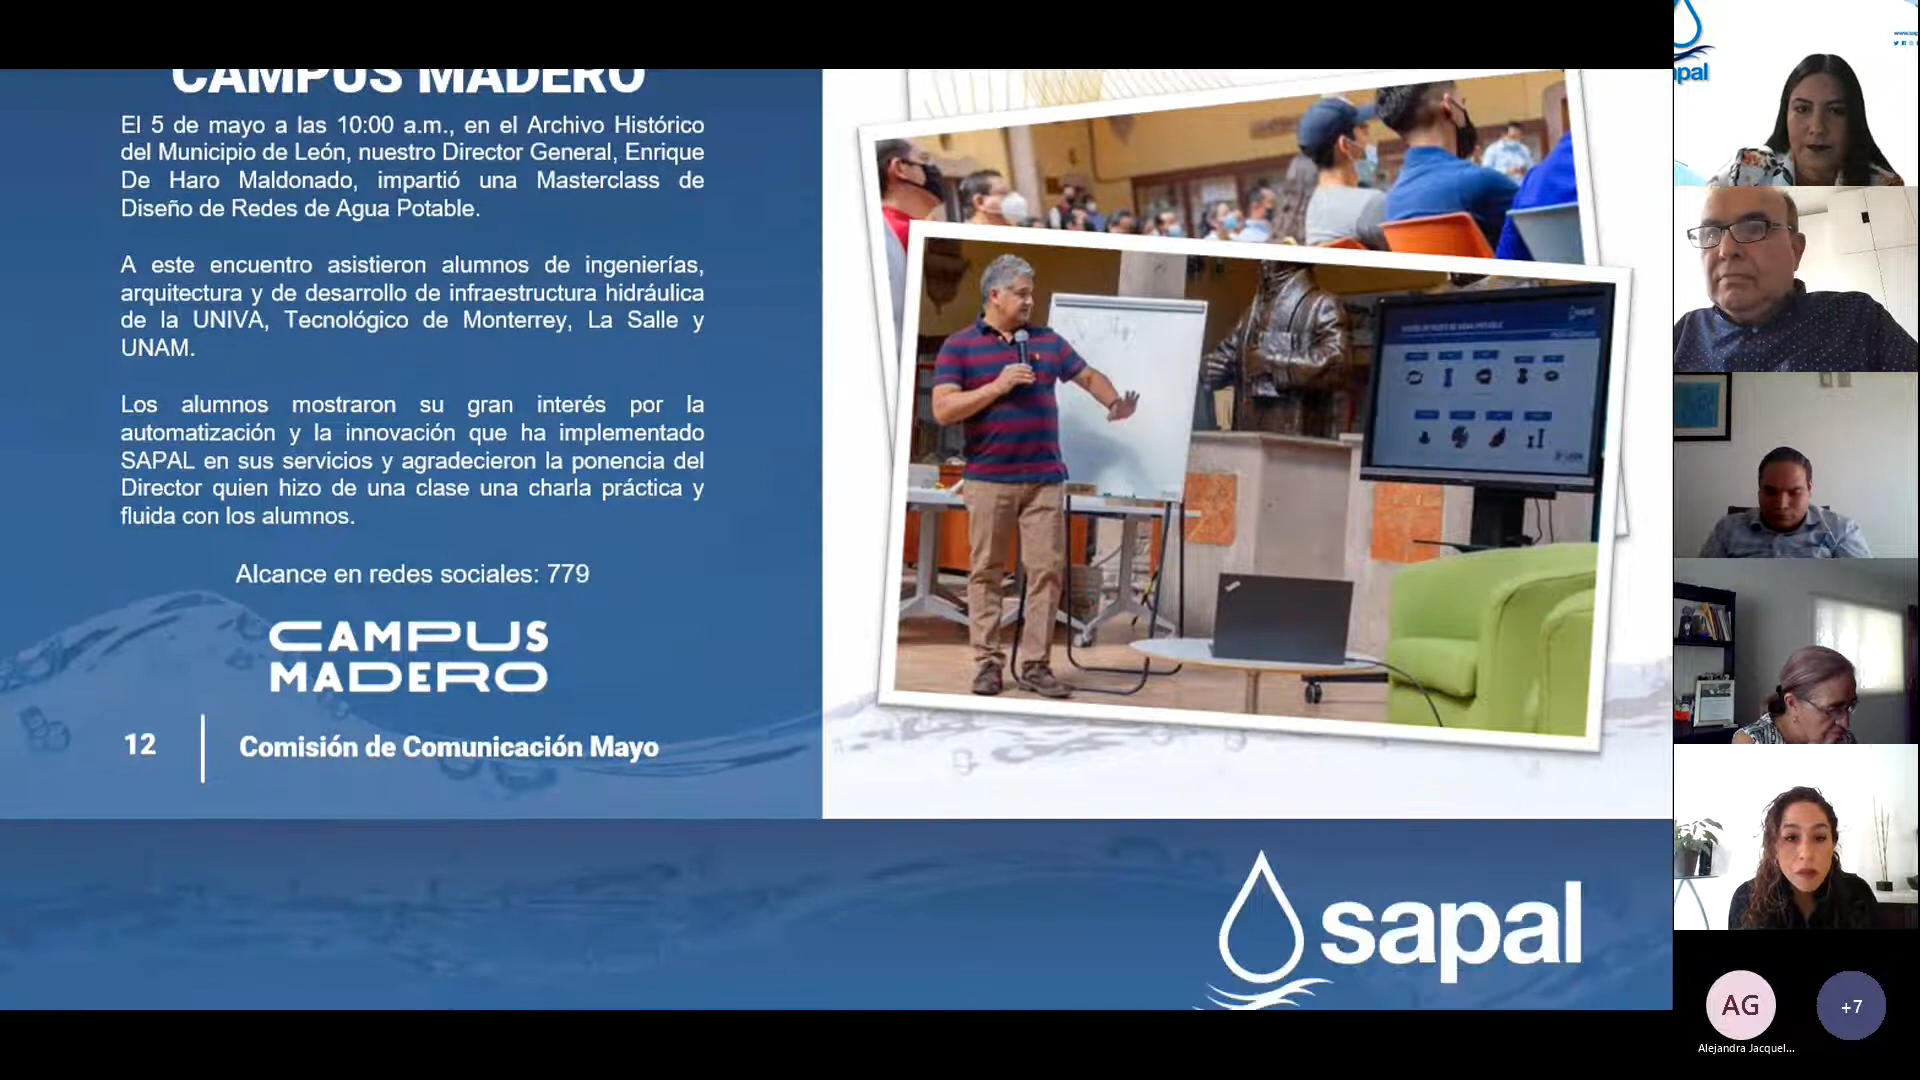 CAMPUS MADERO
El 5 de mayo a las 10:00 a.m., en el Archivo Histórico
del Municipio de León, nuestro Director General, Enrique
De Haro Maldonado, impartió una Masterclass de
Diseño de Redes de Agua Potable.
A este encuentro asistieron alumnos de ingenierías,
arquitectura y de desarrollo de infraestructura hidráulica
de la UNIVA, Tecnológico de Monterrey, La Salle y
UNAM.
Los alumnos mostraron su gran interés por la
automatización y la innovación que ha implementado
SAPAL en sus servicios y agradecieron la ponencia del
Director quien hizo de una clase una charla práctica y
fluida con los alumnos.
Alcance en redes sociales: 779
CAMPUS
MADERO
12
Comisión de Comunicación Mayo
sapal
sapal
AG
+7
Alejandra Jacquel...